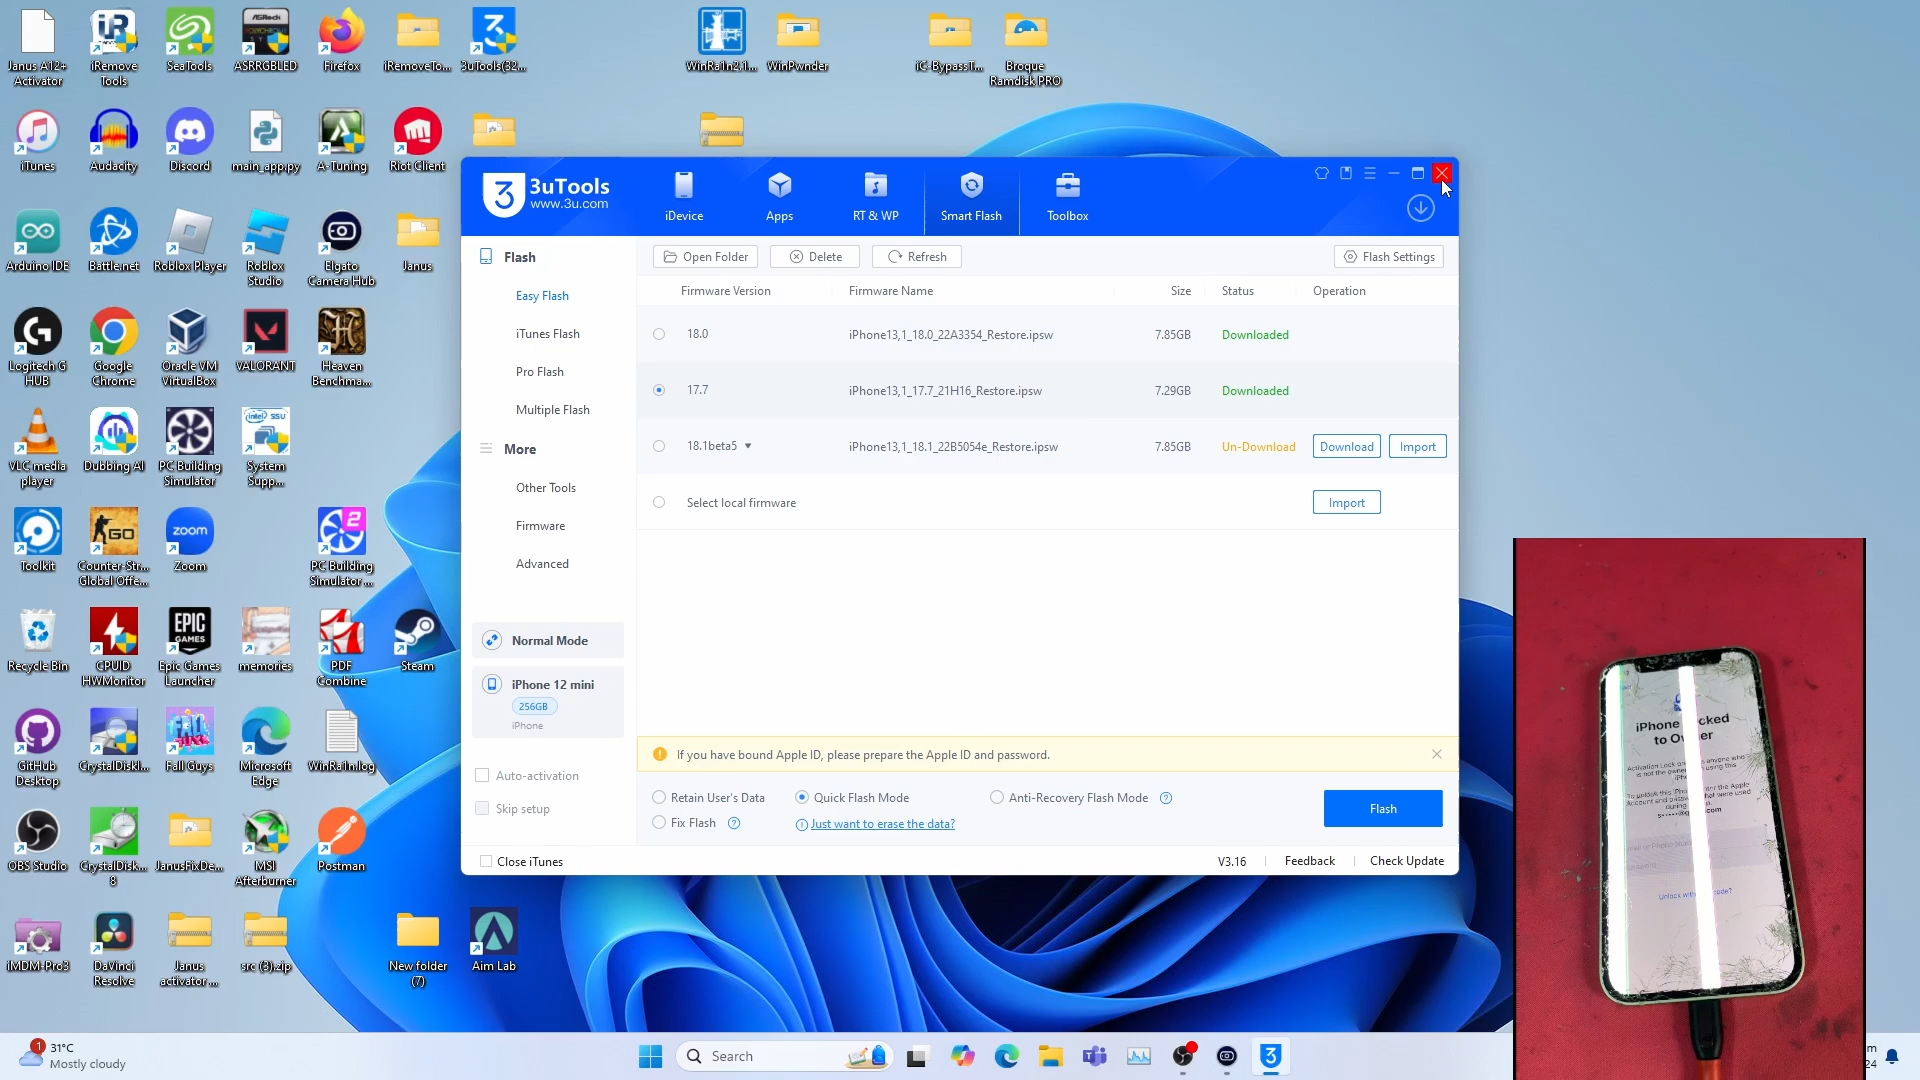 Janus A12+
Activator
iRemove
Tools
SeaTools
ASRRGBLED
Firefox
iRemoveTo...
3uTools(32...
WinRa1n2.1...
WinPwnder
iC-BypassT...
Broque
Ramdisk PRO
iTunes
Audacity
Discord
main_app.py
A-Tuning
Riot Client
Arduino IDE
Battle.net
Roblox Player
Roblox
Studio
Elgato
Camera Hub
Janus
Logitech G
HUB
Google
Chrome
Oracle VM
VirtualBox
VALORANT
Heaven
Benchma...
VLC media
player
Dubbing AI
PC Building
Simulator
System
Supp...
Toolkit
Counter-Str...
Global Offe...
Zoom
PC Building
Simulator ...
Recycle Bin
CPUID
HWMonitor
Epic Games
Launcher
memories
PDF
Combine
Steam
GitHub
Desktop
CrystalDiskI...
Fall Guys
Microsoft
Edge
WinRa1n.log
OBS Studio
CrystalDisk...
8
JanusFixDe...
MSI
Afterburner
Postman
iMDM-Pro3
DaVinci
Resolve
Janus
activator ...
src (3).zip
New folder
(7)
Aim Lab
3uTools
www.3u.com
iDevice
Apps
RT & WP
Smart Flash
Toolbox
Flash
Easy Flash
iTunes Flash
Pro Flash
Multiple Flash
More
Other Tools
Firmware
Advanced
Normal Mode
iPhone 12 mini
256GB
iPhone
Auto-activation
Skip setup
Close iTunes
Open Folder
Delete
Refresh
Flash Settings
Firmware Version Firmware Name Size Status Operation
18.0 iPhone13,1_18.0_22A3354_Restore.ipsw 7.85GB Downloaded
17.7 iPhone13,1_17.7_21H16_Restore.ipsw 7.29GB Downloaded
18.1beta5 iPhone13,1_18.1_22B5054e_Restore.ipsw 7.85GB Un-Download Download Import
Select local firmware Import
If you have bound Apple ID, please prepare the Apple ID and password.
Retain User's Data Quick Flash Mode Anti-Recovery Flash Mode
Fix Flash Just want to erase the data?
Flash
V3.16 Feedback Check Update
iPhone
to
1
31°C
Mostly cloudy
Search
24